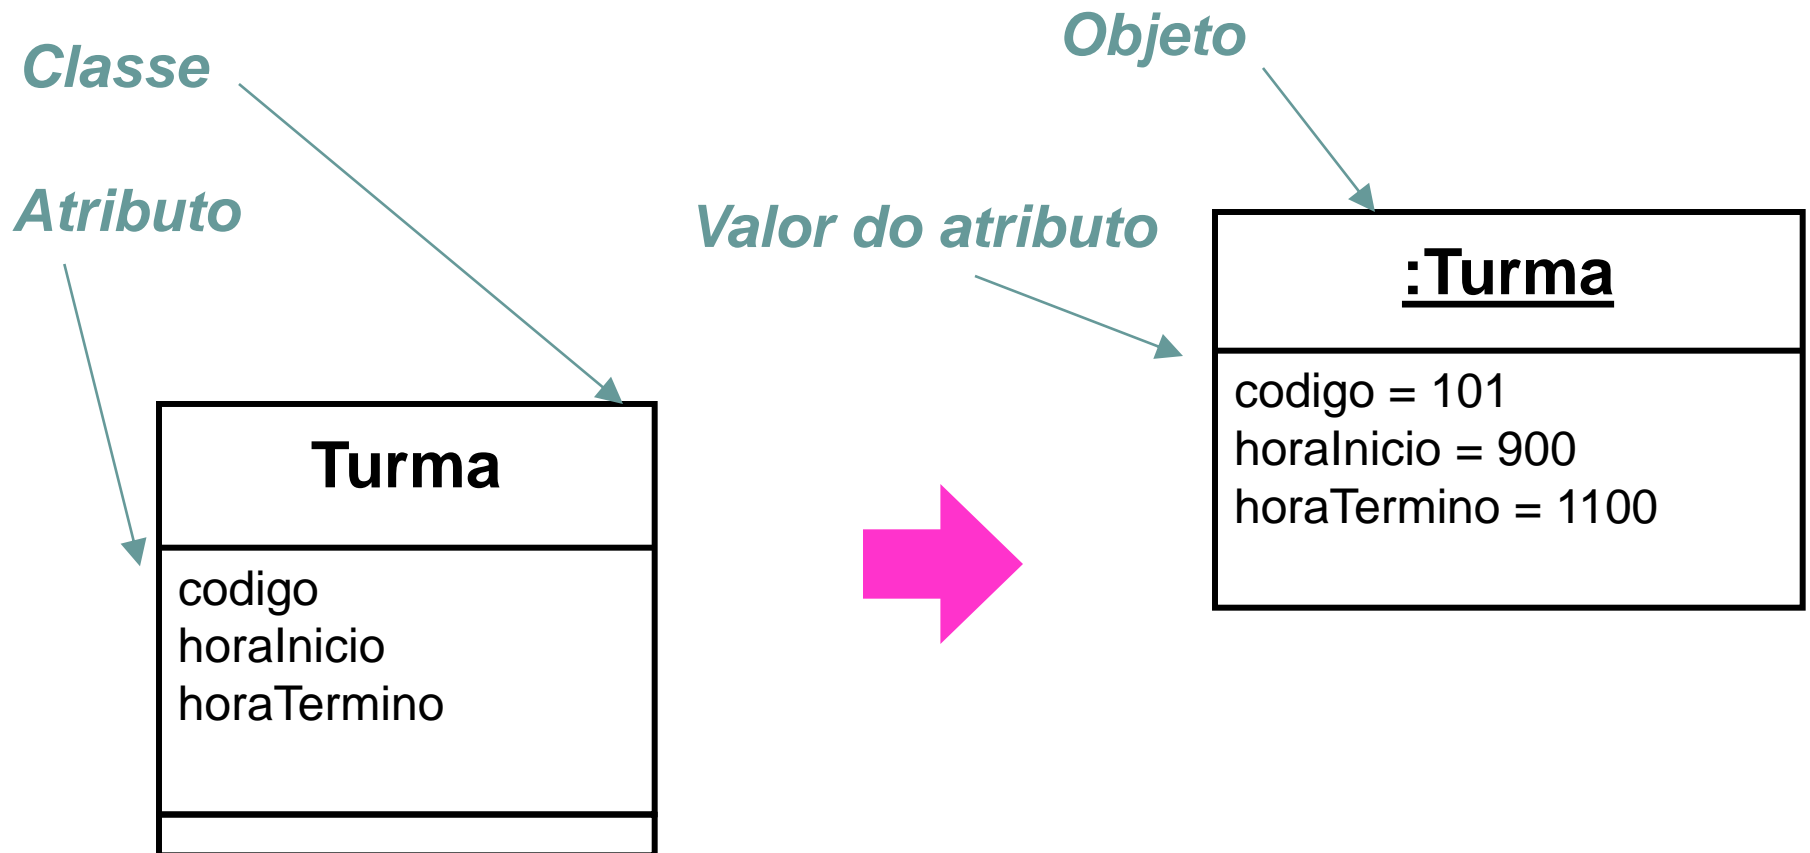 Classe
Atributo
Turma
codigo
horaInicio
horaTermino
Objeto
Valor do atributo
:Turma
codigo = 101
horaInicio = 900
horaTermino = 1100